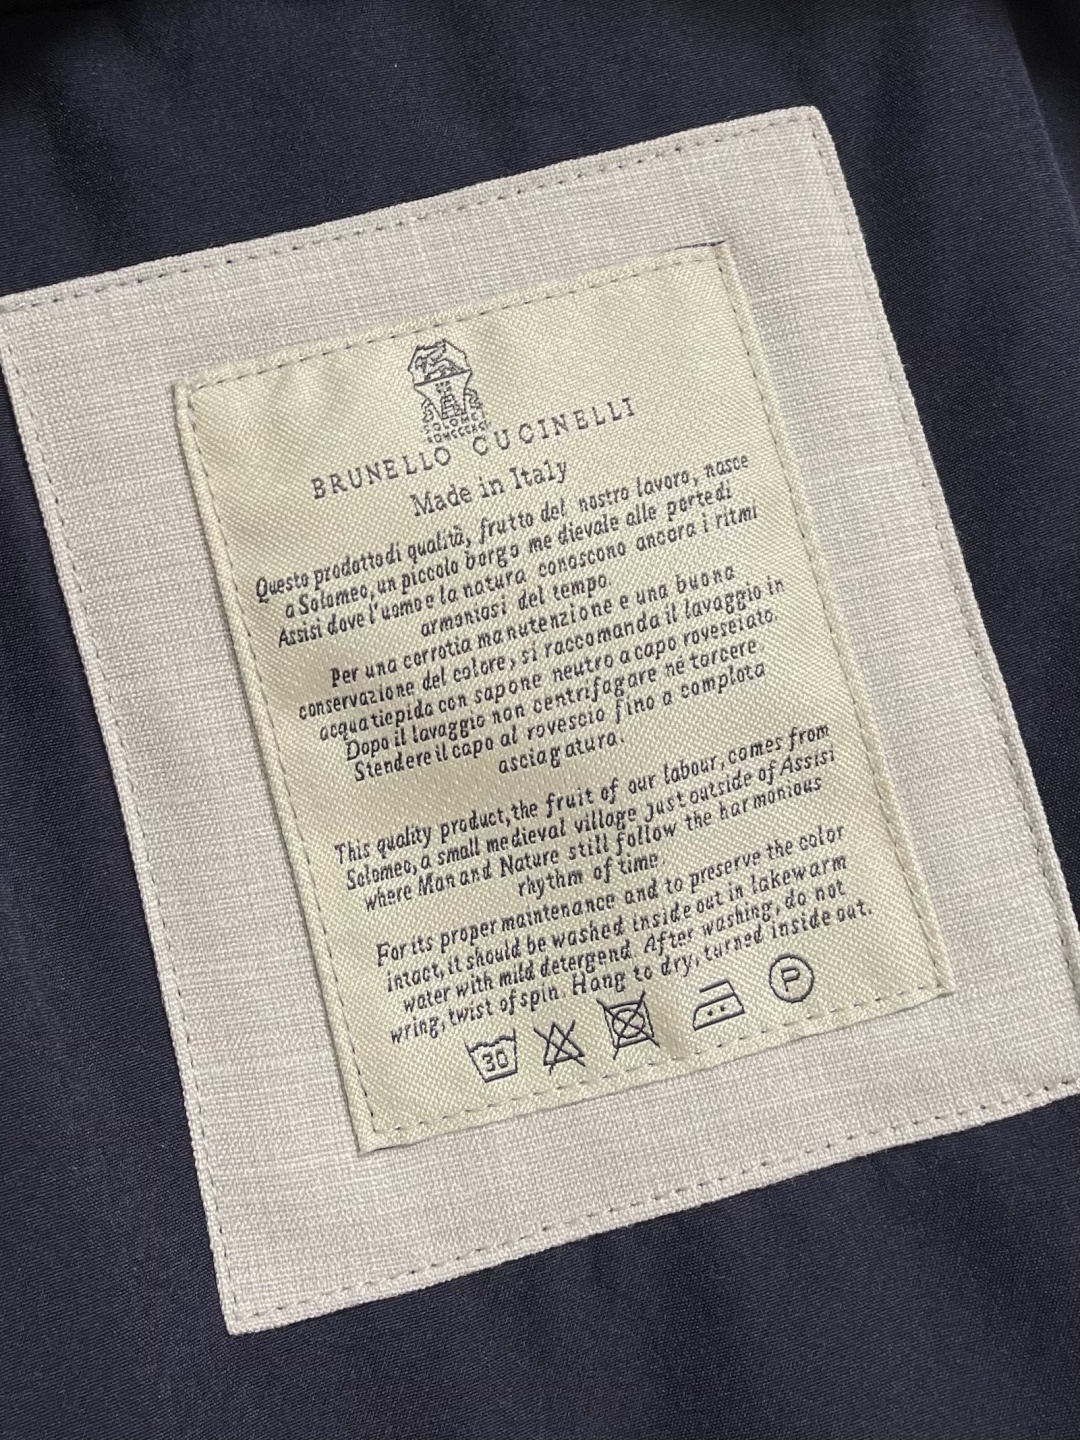 SOLOMEO
BRUNELLO CUCINELLI
Made in Italy
Questo prodotto di qualità, frutto del nostro lavoro, nasce
a Solomeo, un piccolo borgo me dievale alle porte di
Assisi dove l'uomo e la natura conoscono ancora i ritmi
armoniosi del tempo
Per una corrotia manutenzione e una buona
conservazione del colore, si raccomanda il lavaggio in
acqua tiepida con sapone neutro a capo roveseiato.
Dopo il lavaggio non centrifagare né torcere.
Stendere il capo al rovescio fino a complota
asciagatura.
This quality product, the fruit of our labour, comes from
Solomeo, a small medieval village just outside of Assisi
where Man and Nature still follow the harmonious
rhythm of time.
For its proper maintenance and to preserve the color
intact, it should be washed inside out in lakewarm
water with mild detergend. After washing, do not
wring, twist of spin. Hang to dry, turned inside out.
30 P